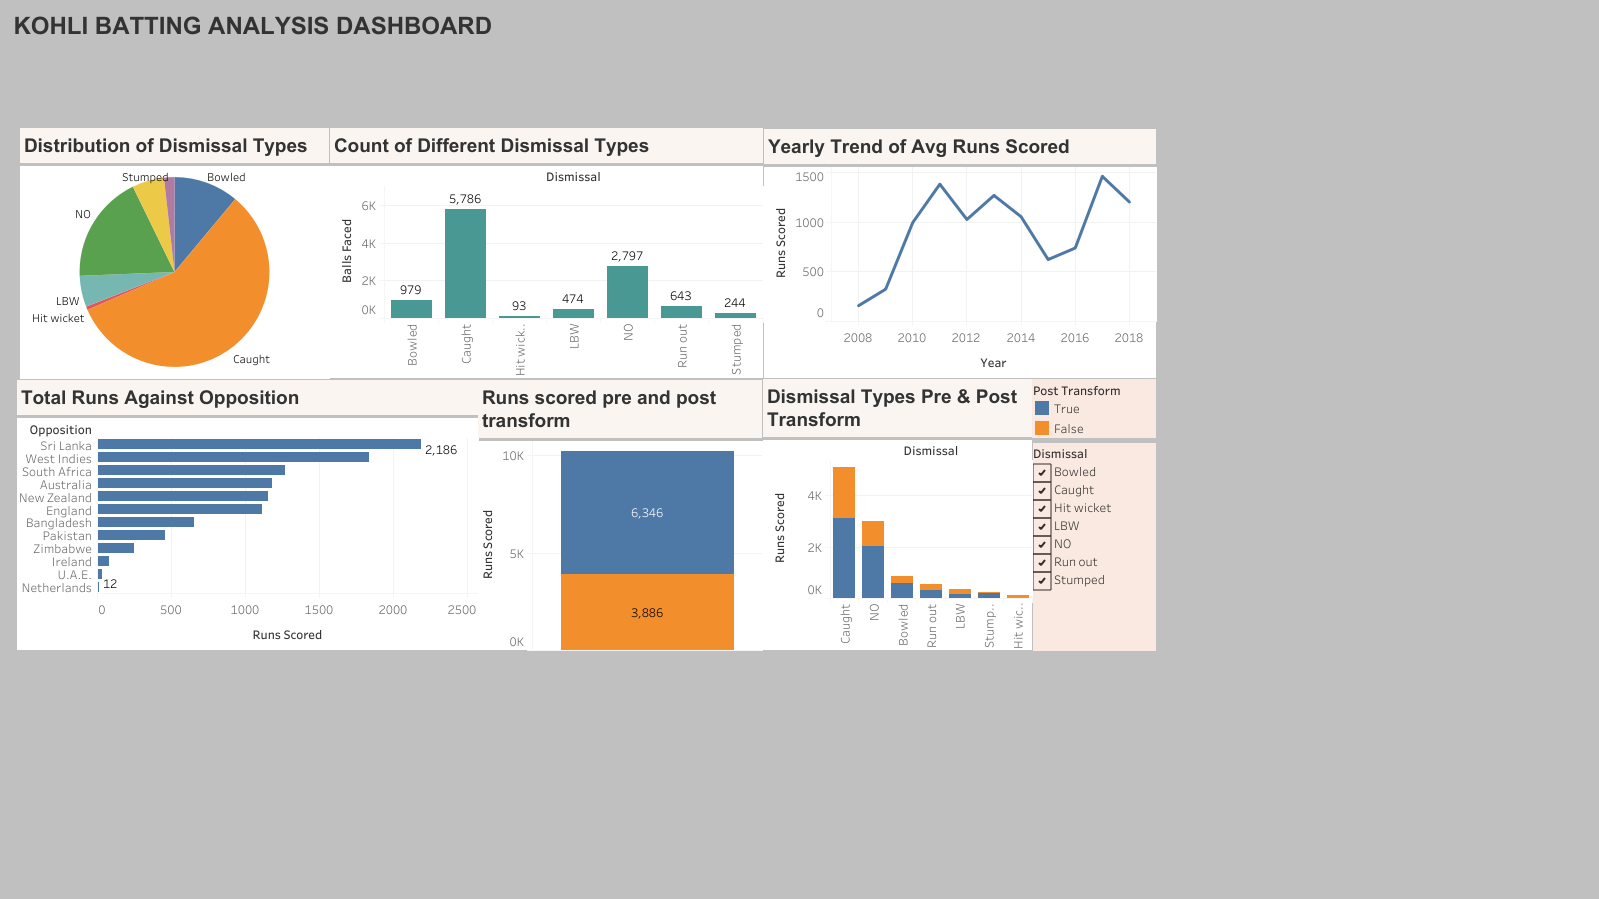 KOHLI BATTING ANALYSIS DASHBOARD
Distribution of Dismissal Types
Stumped
Bowled
NO
LBW
Hit wicket
Caught
Count of Different Dismissal Types
Dismissal
Balls Faced
6K
4K
2K
0K
979
5,786
93
474
2,797
643
244
Bowled
Caught
Hit wick..
LBW
NO
Run out
Stumped
Yearly Trend of Avg Runs Scored
Runs Scored
1500
1000
500
0
2008
2010
2012
2014
2016
2018
Year
Total Runs Against Opposition
Opposition
Sri Lanka
West Indies
South Africa
Australia
New Zealand
England
Bangladesh
Pakistan
Zimbabwe
Ireland
U.A.E.
Netherlands
2,186
12
0
500
1000
1500
2000
2500
Runs Scored
Runs scored pre and post
transform
Runs Scored
10K
5K
0K
6,346
3,886
Dismissal Types Pre & Post
Transform
Dismissal
Runs Scored
4K
2K
0K
Caught
NO
Bowled
Run out
LBW
Stump..
Hit wic..
Post Transform
True
False
Dismissal
Bowled
Caught
Hit wicket
LBW
NO
Run out
Stumped